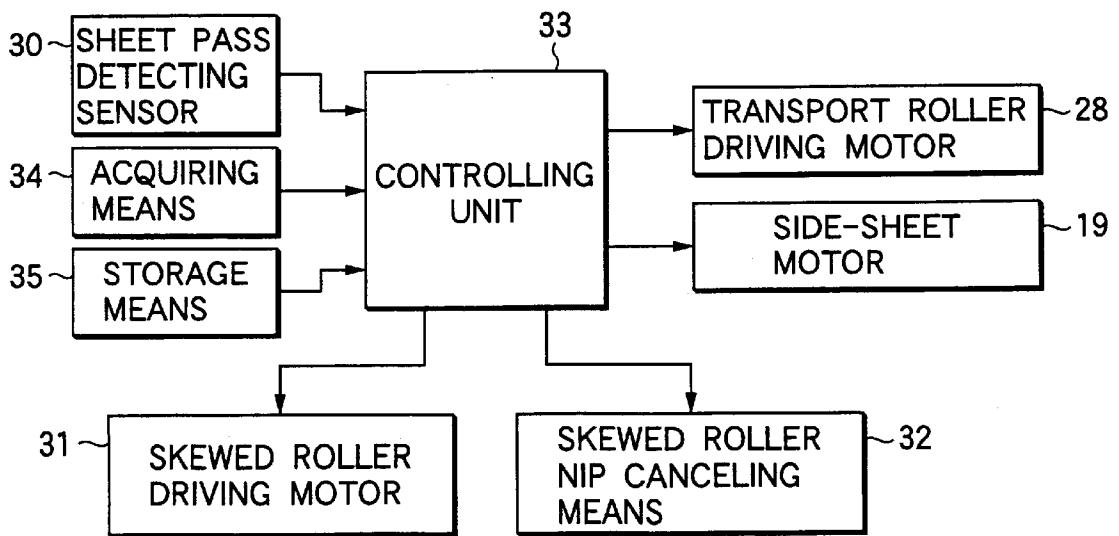 30
SHEET PASS
DETECTING
SENSOR
34
ACQUIRING
MEANS
35
STORAGE
MEANS
33
CONTROLLING
UNIT
TRANSPORT ROLLER
DRIVING MOTOR
28
SIDE-SHEET
MOTOR
19
31
SKEWED ROLLER
DRIVING MOTOR
SKEWED ROLLER
NIP CANCELING
MEANS
32